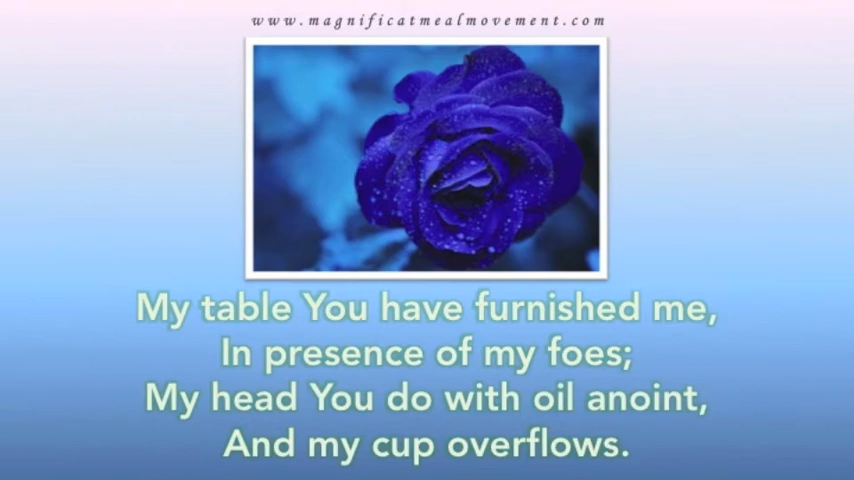 www.magnificatmealmovement.com
My table You have furnished me,
In presence of my foes;
My head You do with oil anoint,
And my cup overflows.